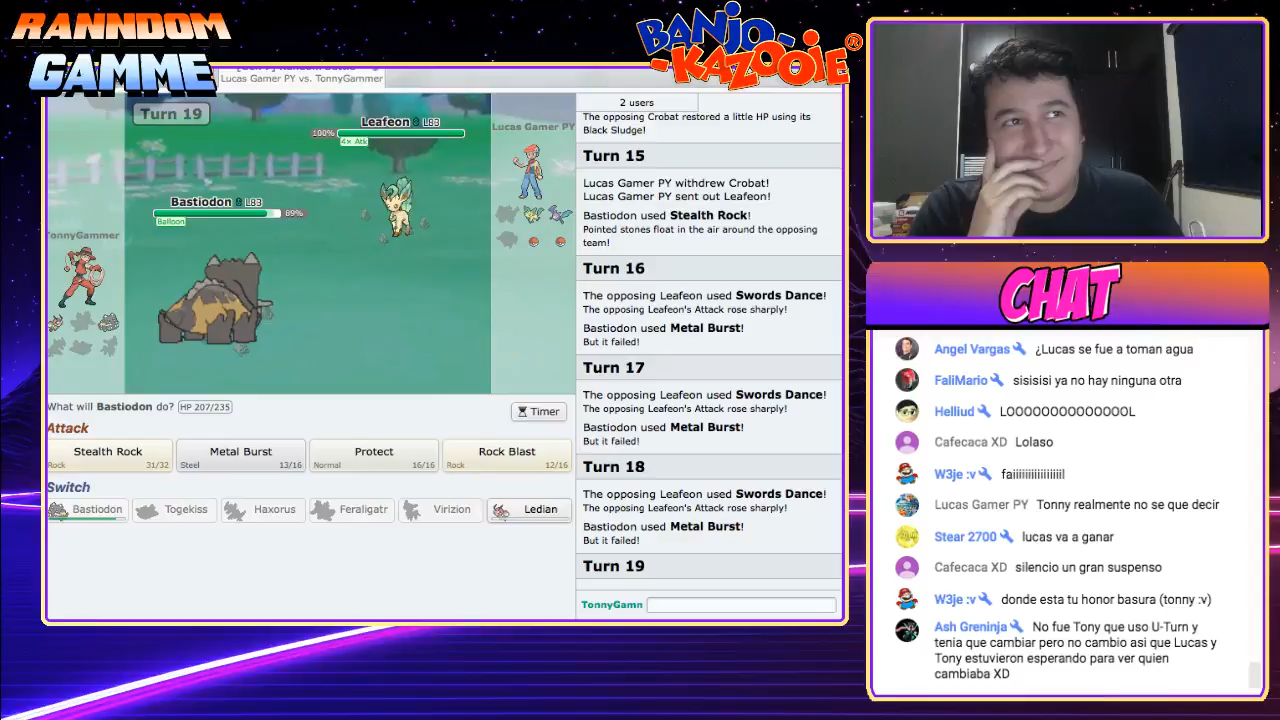 RANNDOM
GAMME
BANJO-
KAZOOIE®
Lucas Gamer PY vs. TonnyGammer
Turn 19
Leafeon L83
100%
4x Atk
Bastiodon L83
89%
Balloon
Lucas Gamer PY
TonnyGammer
2 users
The opposing Crobat restored a little HP using its
Black Sludge!
Turn 15
Lucas Gamer PY withdrew Crobat!
Lucas Gamer PY sent out Leafeon!
Bastiodon used Stealth Rock!
Pointed stones float in the air around the opposing
team!
Turn 16
The opposing Leafeon used Swords Dance!
The opposing Leafeon's Attack rose sharply!
Bastiodon used Metal Burst!
But it failed!
Turn 17
The opposing Leafeon used Swords Dance!
The opposing Leafeon's Attack rose sharply!
Bastiodon used Metal Burst!
But it failed!
Turn 18
The opposing Leafeon used Swords Dance!
The opposing Leafeon's Attack rose sharply!
Bastiodon used Metal Burst!
But it failed!
Turn 19
TonnyGamn
What will Bastiodon do? HP 207/235
Timer
Attack
Stealth Rock
Rock 31/32
Metal Burst
Steel 13/16
Protect
Normal 16/16
Rock Blast
Rock 12/16
Switch
Bastiodon
Togekiss
Haxorus
Feraligatr
Virizion
Ledian
CHAT
Angel Vargas ¿Lucas se fue a toman agua
FaliMario sisisisi ya no hay ninguna otra
Helliud LOOOOOOOOOOOOOOL
Cafecaca XD Lolaso
W3je :v faiiiiiiiiiiiiiiiil
Lucas Gamer PY Tonny realmente no se que decir
Stear 2700 lucas va a ganar
Cafecaca XD silencio un gran suspenso
W3je :v donde esta tu honor basura (tonny :v)
Ash Greninja No fue Tony que uso U-Turn y
tenia que cambiar pero no cambio asi que Lucas y
Tony estuvieron esperando para ver quien
cambiaba XD